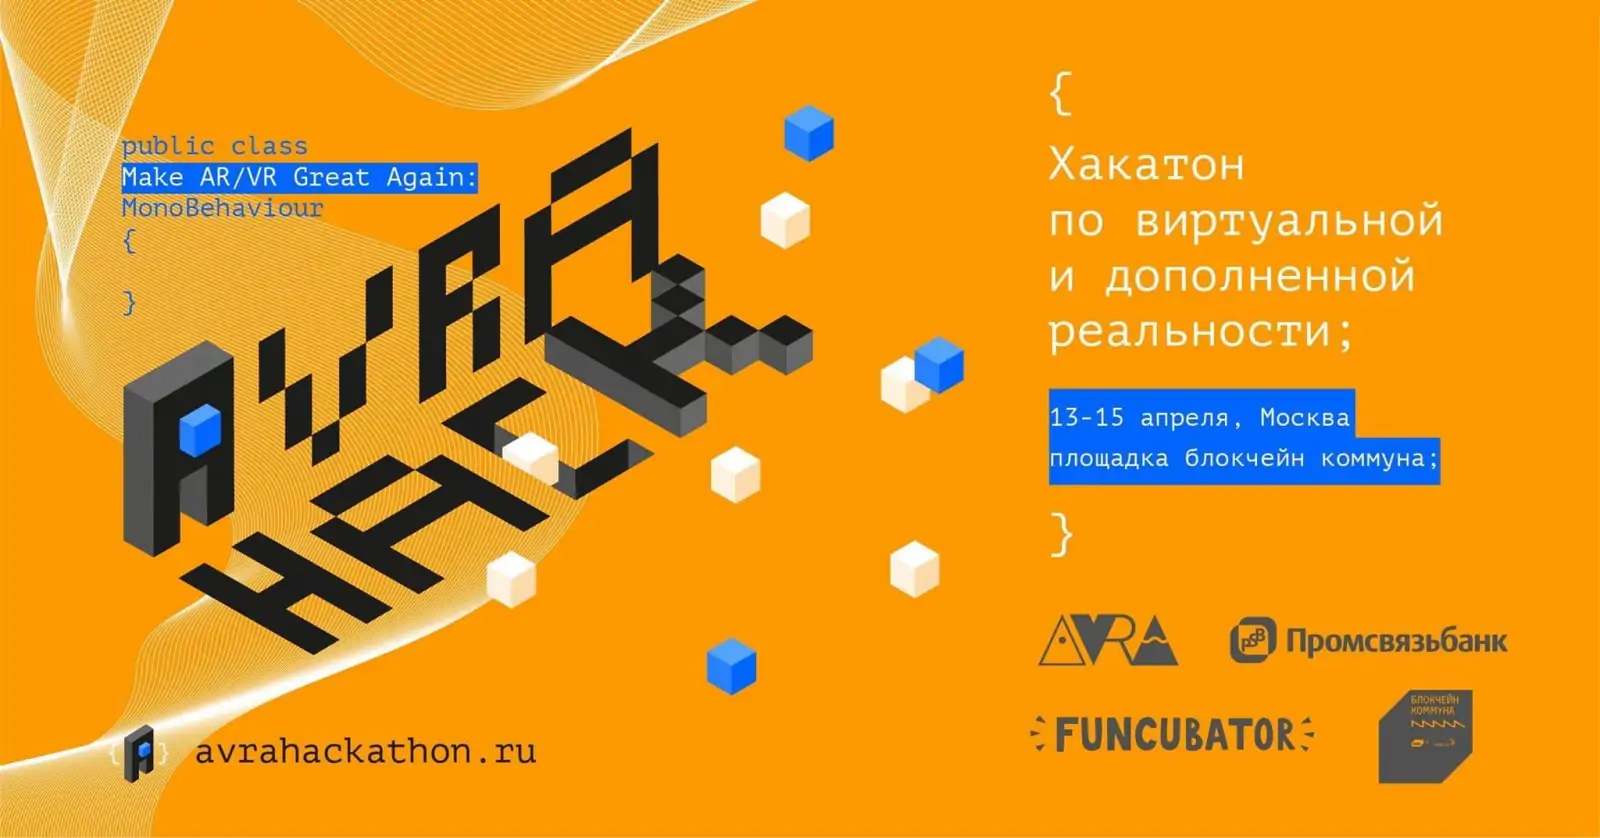 public class
Make AR/VR Great Again:
MonoBehaviour
{
}
AVRA
HACK
avrahackathon.ru
{
Хакатон
по виртуальной
и дополненной
реальности;
13-15 апреля, Москва
площадка блокчейн коммуна;
}
AVRA
PSB Промсвязьбанк
FUNCUBATOR
БЛОКЧЕЙН
КОММУНА